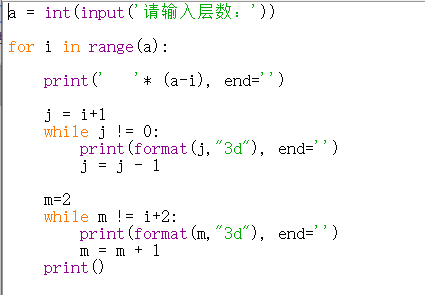 a = int(input('请输入层数：'))
for i in range(a):
    print('   '* (a-i), end='')
    j = i+1
    while j != 0:
        print(format(j,"3d"), end='')
        j = j - 1
    m=2
    while m != i+2:
        print(format(m,"3d"), end='')
        m = m + 1
    print()